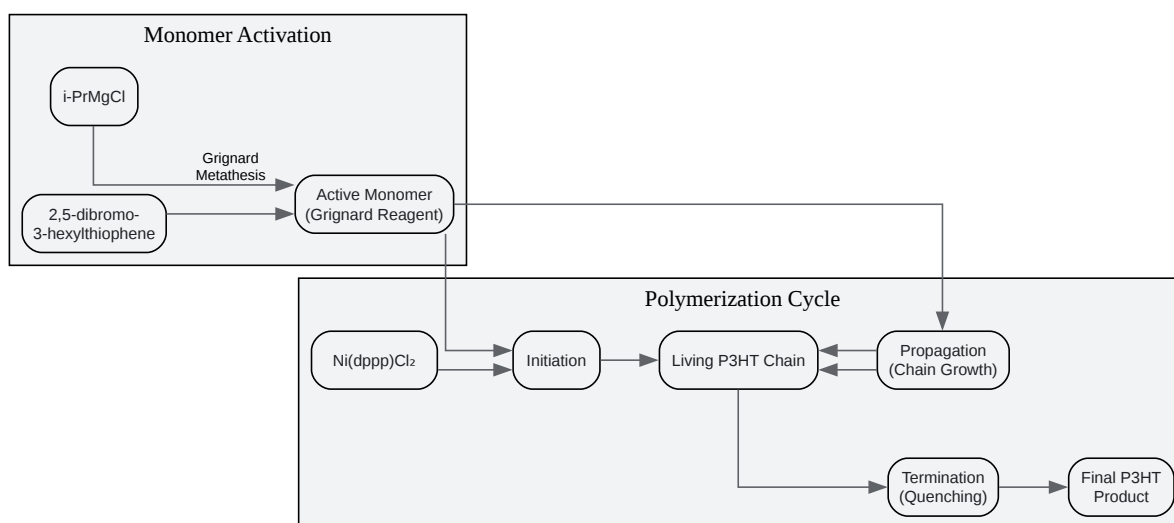 Monomer Activation
i-PrMgCl
Grignard
Metathesis
2,5-dibromo-
3-hexylthiophene
Active Monomer
(Grignard Reagent)
Polymerization Cycle
Ni(dppp)Cl₂
Initiation
Living P3HT Chain
Propagation
(Chain Growth)
Termination
(Quenching)
Final P3HT
Product